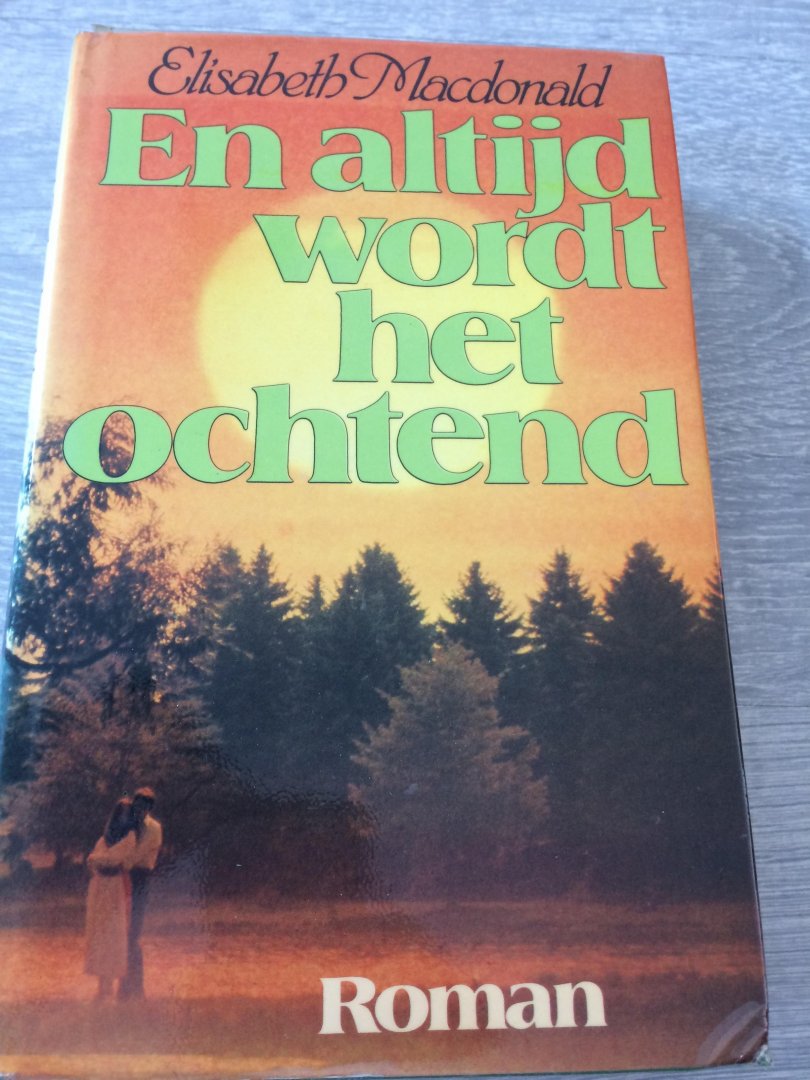 Elisabeth Macdonald
En altijd
wordt
het
ochtend
Roman